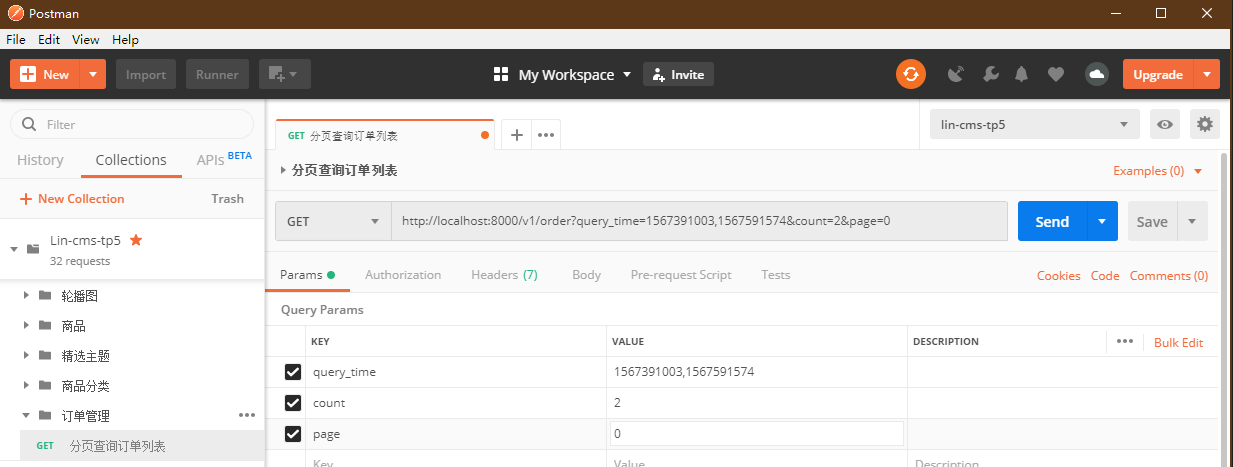 Postman
File Edit View Help
New Import Runner My Workspace Invite Upgrade
Filter
History Collections APIs BETA
New Collection Trash
Lin-cms-tp5
32 requests
轮播图
商品
精选主题
商品分类
订单管理
GET 分页查询订单列表
GET 分页查询订单列表
lin-cms-tp5
分页查询订单列表
Examples (0)
GET http://localhost:8000/v1/order?query_time=1567391003,1567591574&count=2&page=0 Send Save
Params Authorization Headers (7) Body Pre-request Script Tests Cookies Code Comments (0)
Query Params
KEY VALUE DESCRIPTION Bulk Edit
query_time 1567391003,1567591574
count 2
page 0
Key Value Description